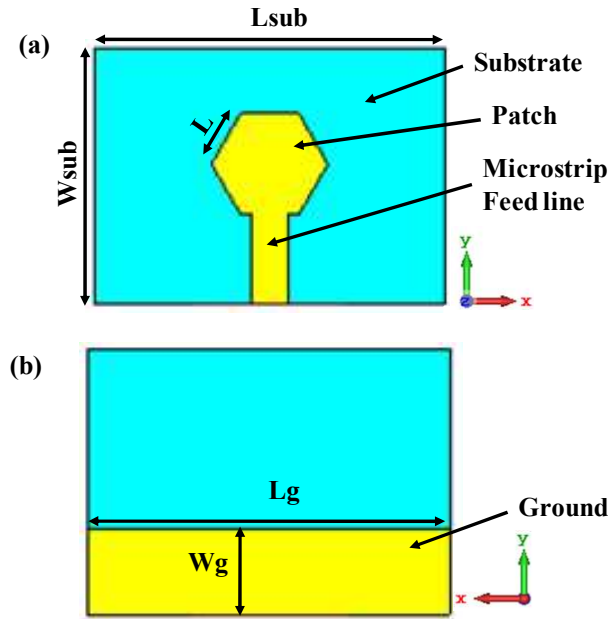 Lsub
(a)
Substrate
L
Patch
Wsub
Microstrip
Feed line
y
z
x
(b)
Lg
Ground
Wg
y
x